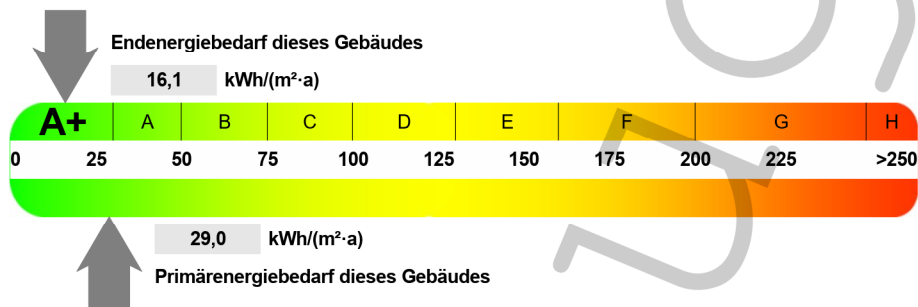 Endenergiebedarf dieses Gebäudes
16,1 kWh/(m²·a)
A+ A B C D E F G H
0 25 50 75 100 125 150 175 200 225 >250
29,0 kWh/(m²·a)
Primärenergiebedarf dieses Gebäudes